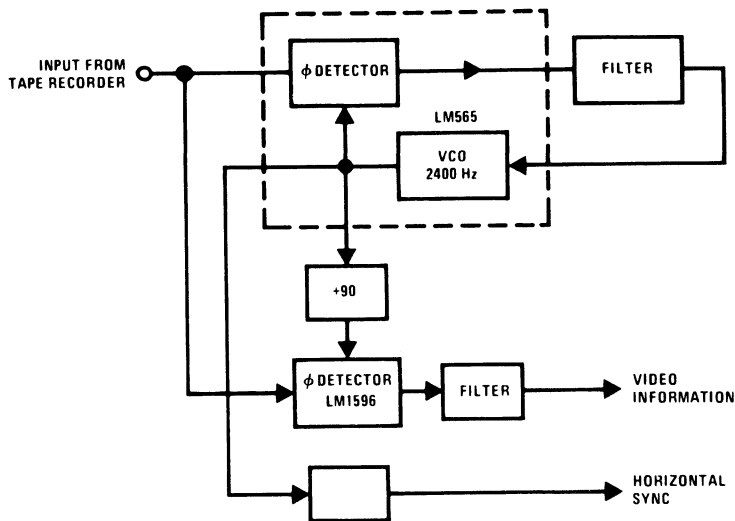 INPUT FROM
TAPE RECORDER
φ DETECTOR
FILTER
LM565
VCO
2400 Hz
+90
φ DETECTOR
LM1596
FILTER
VIDEO
INFORMATION
HORIZONTAL
SYNC